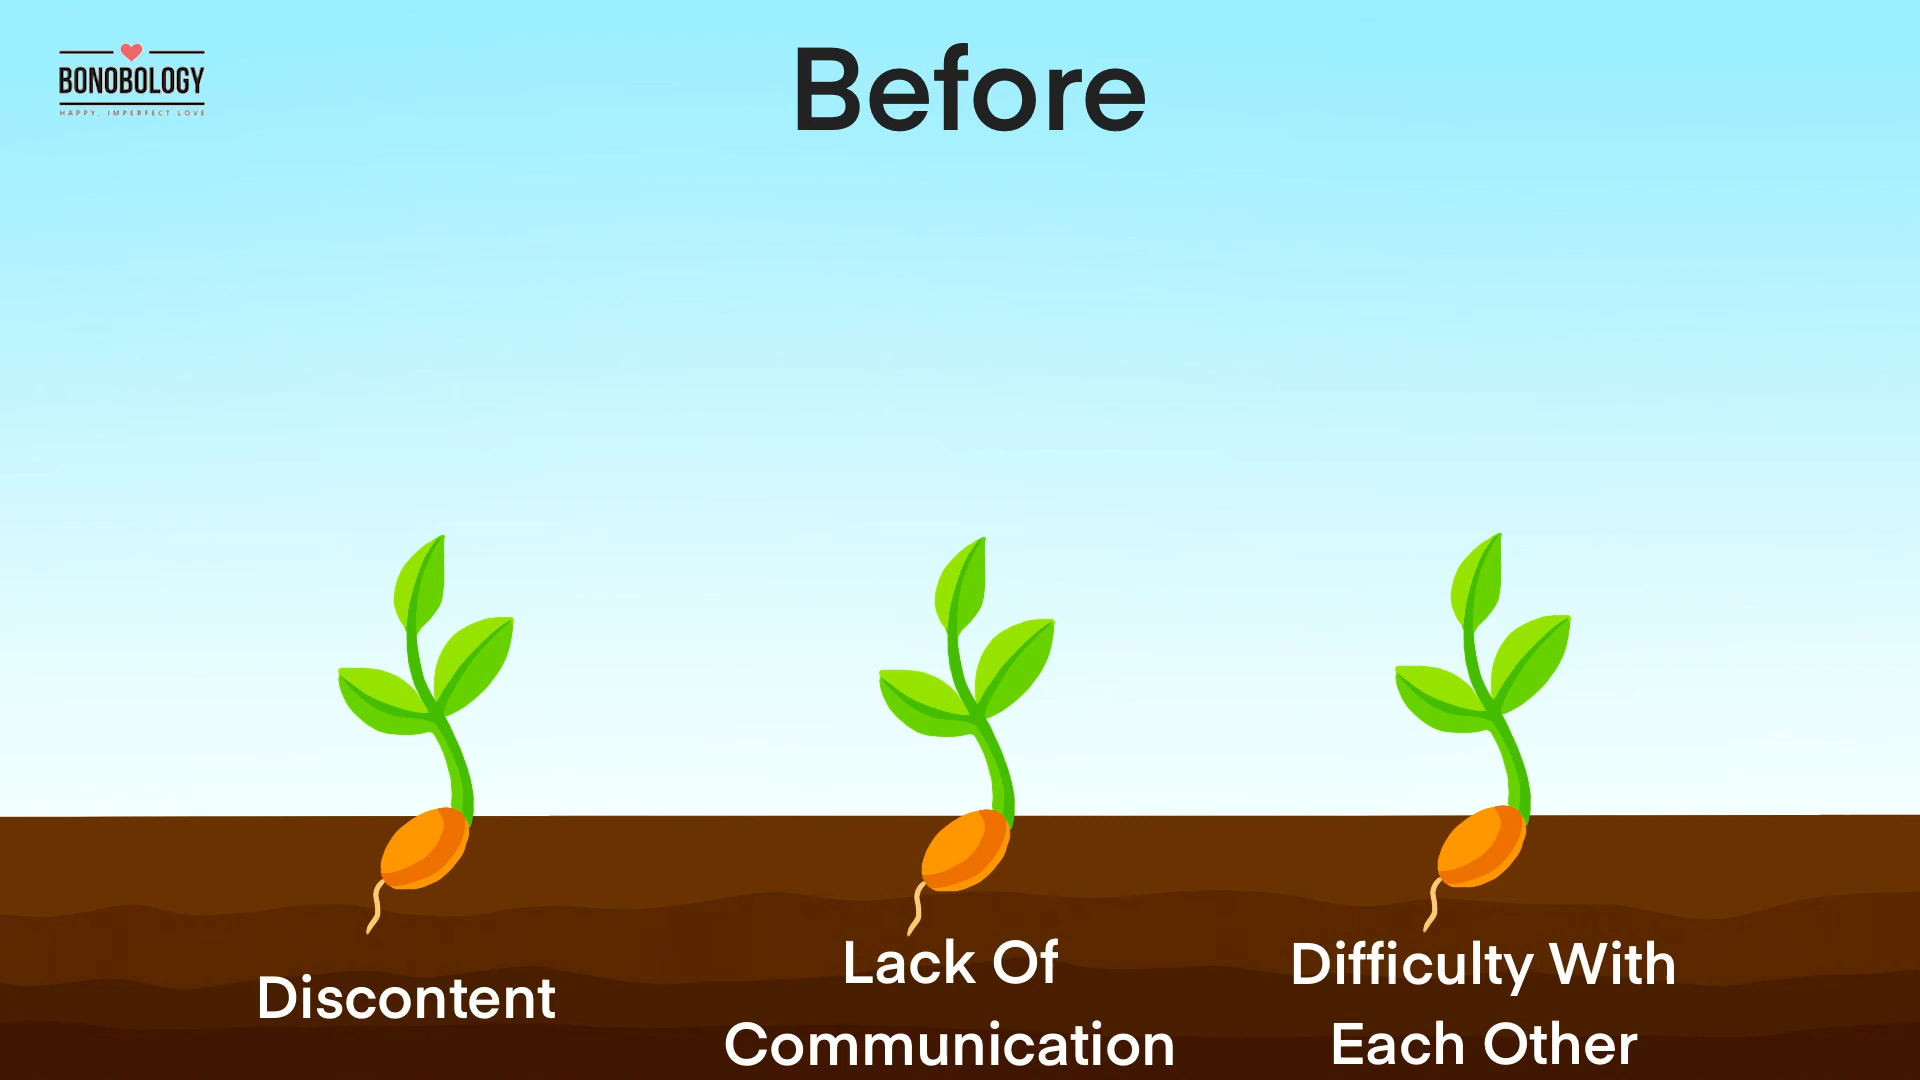 BONOBOLOGY
HAPPY, IMPERFECT LOVE
Before
Discontent
Lack Of
Communication
Difficulty With
Each Other